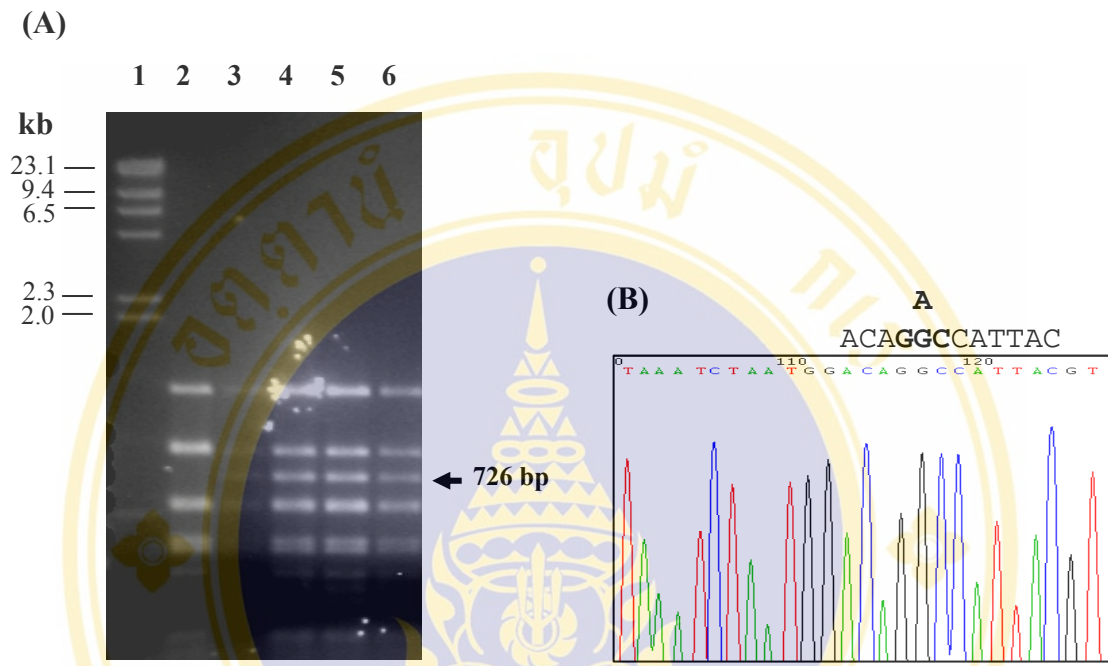 (A)
1 2 3 4 5 6
kb
23.1
9.4
6.5
2.3
2.0
726 bp
(B)
A
ACAGGCCATTAC
0 110 120
TAAATCTAATGGACAGGCCATTACGT